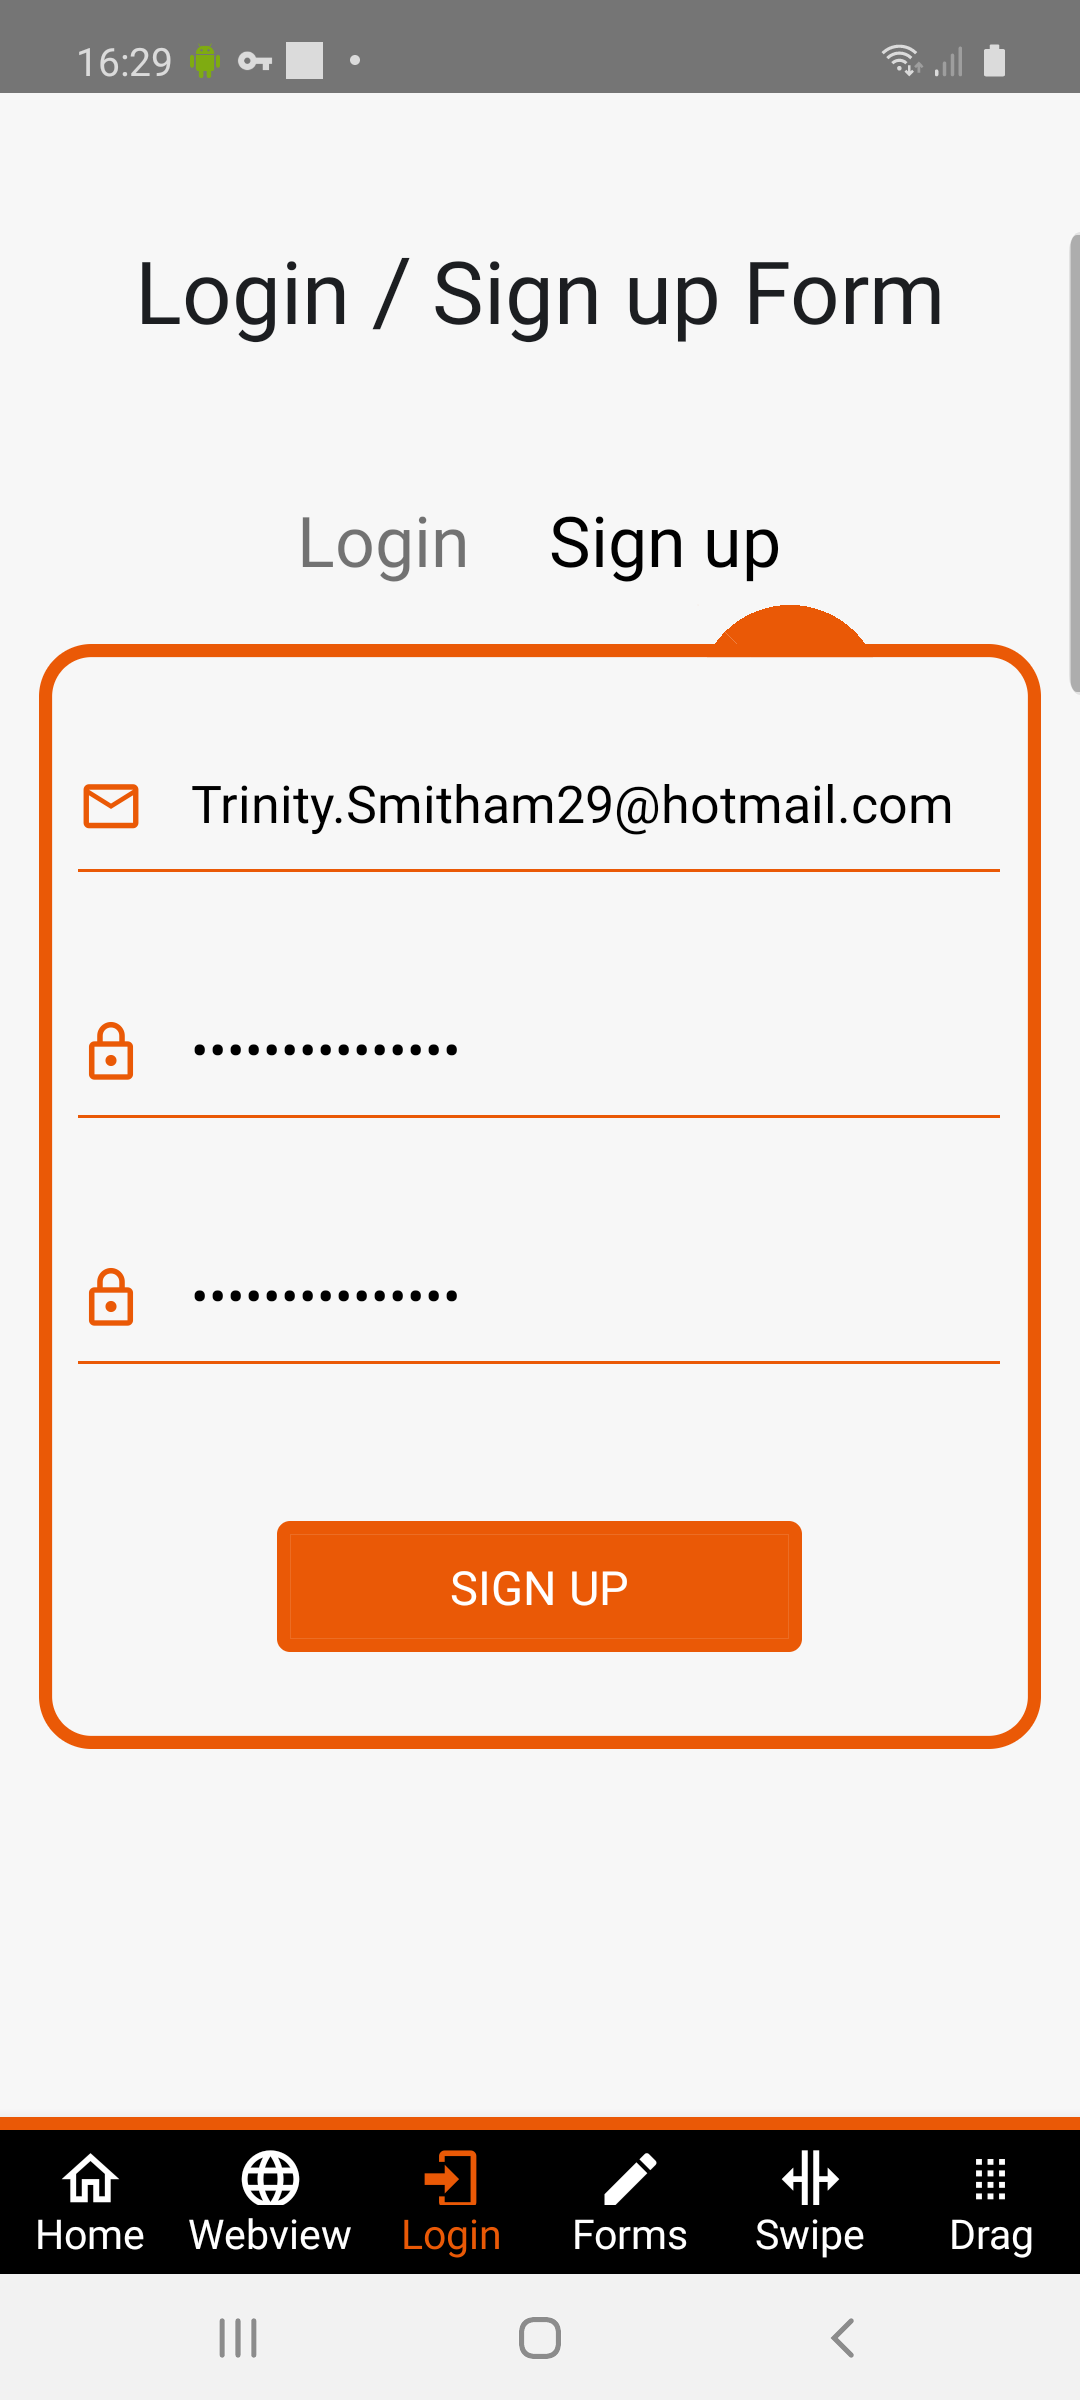 16:29
Login / Sign up Form
Login Sign up
Trinity.Smitham29@hotmail.com
•••••••••••••••
•••••••••••••••
SIGN UP
Home Webview Login Forms Swipe Drag